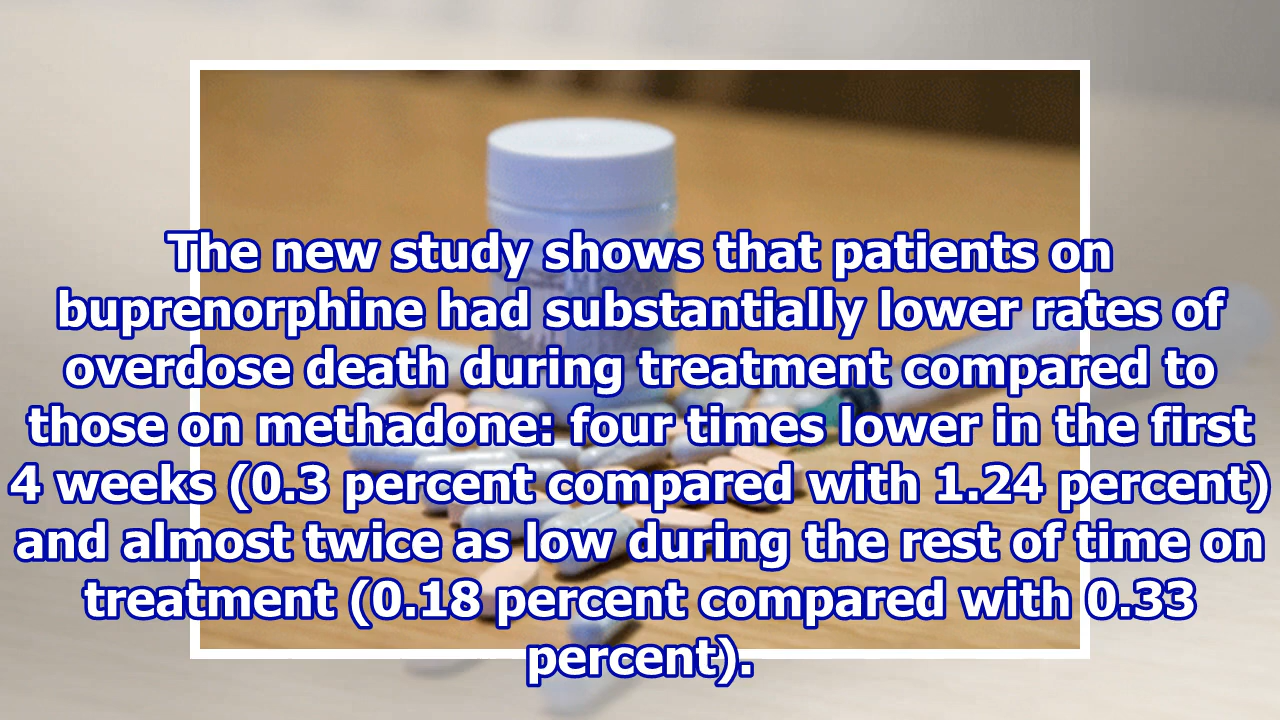 The new study shows that patients on
buprenorphine had substantially lower rates of
overdose death during treatment compared to
those on methadone: four times lower in the first
4 weeks (0.3 percent compared with 1.24 percent)
and almost twice as low during the rest of time on
treatment (0.18 percent compared with 0.33
percent).